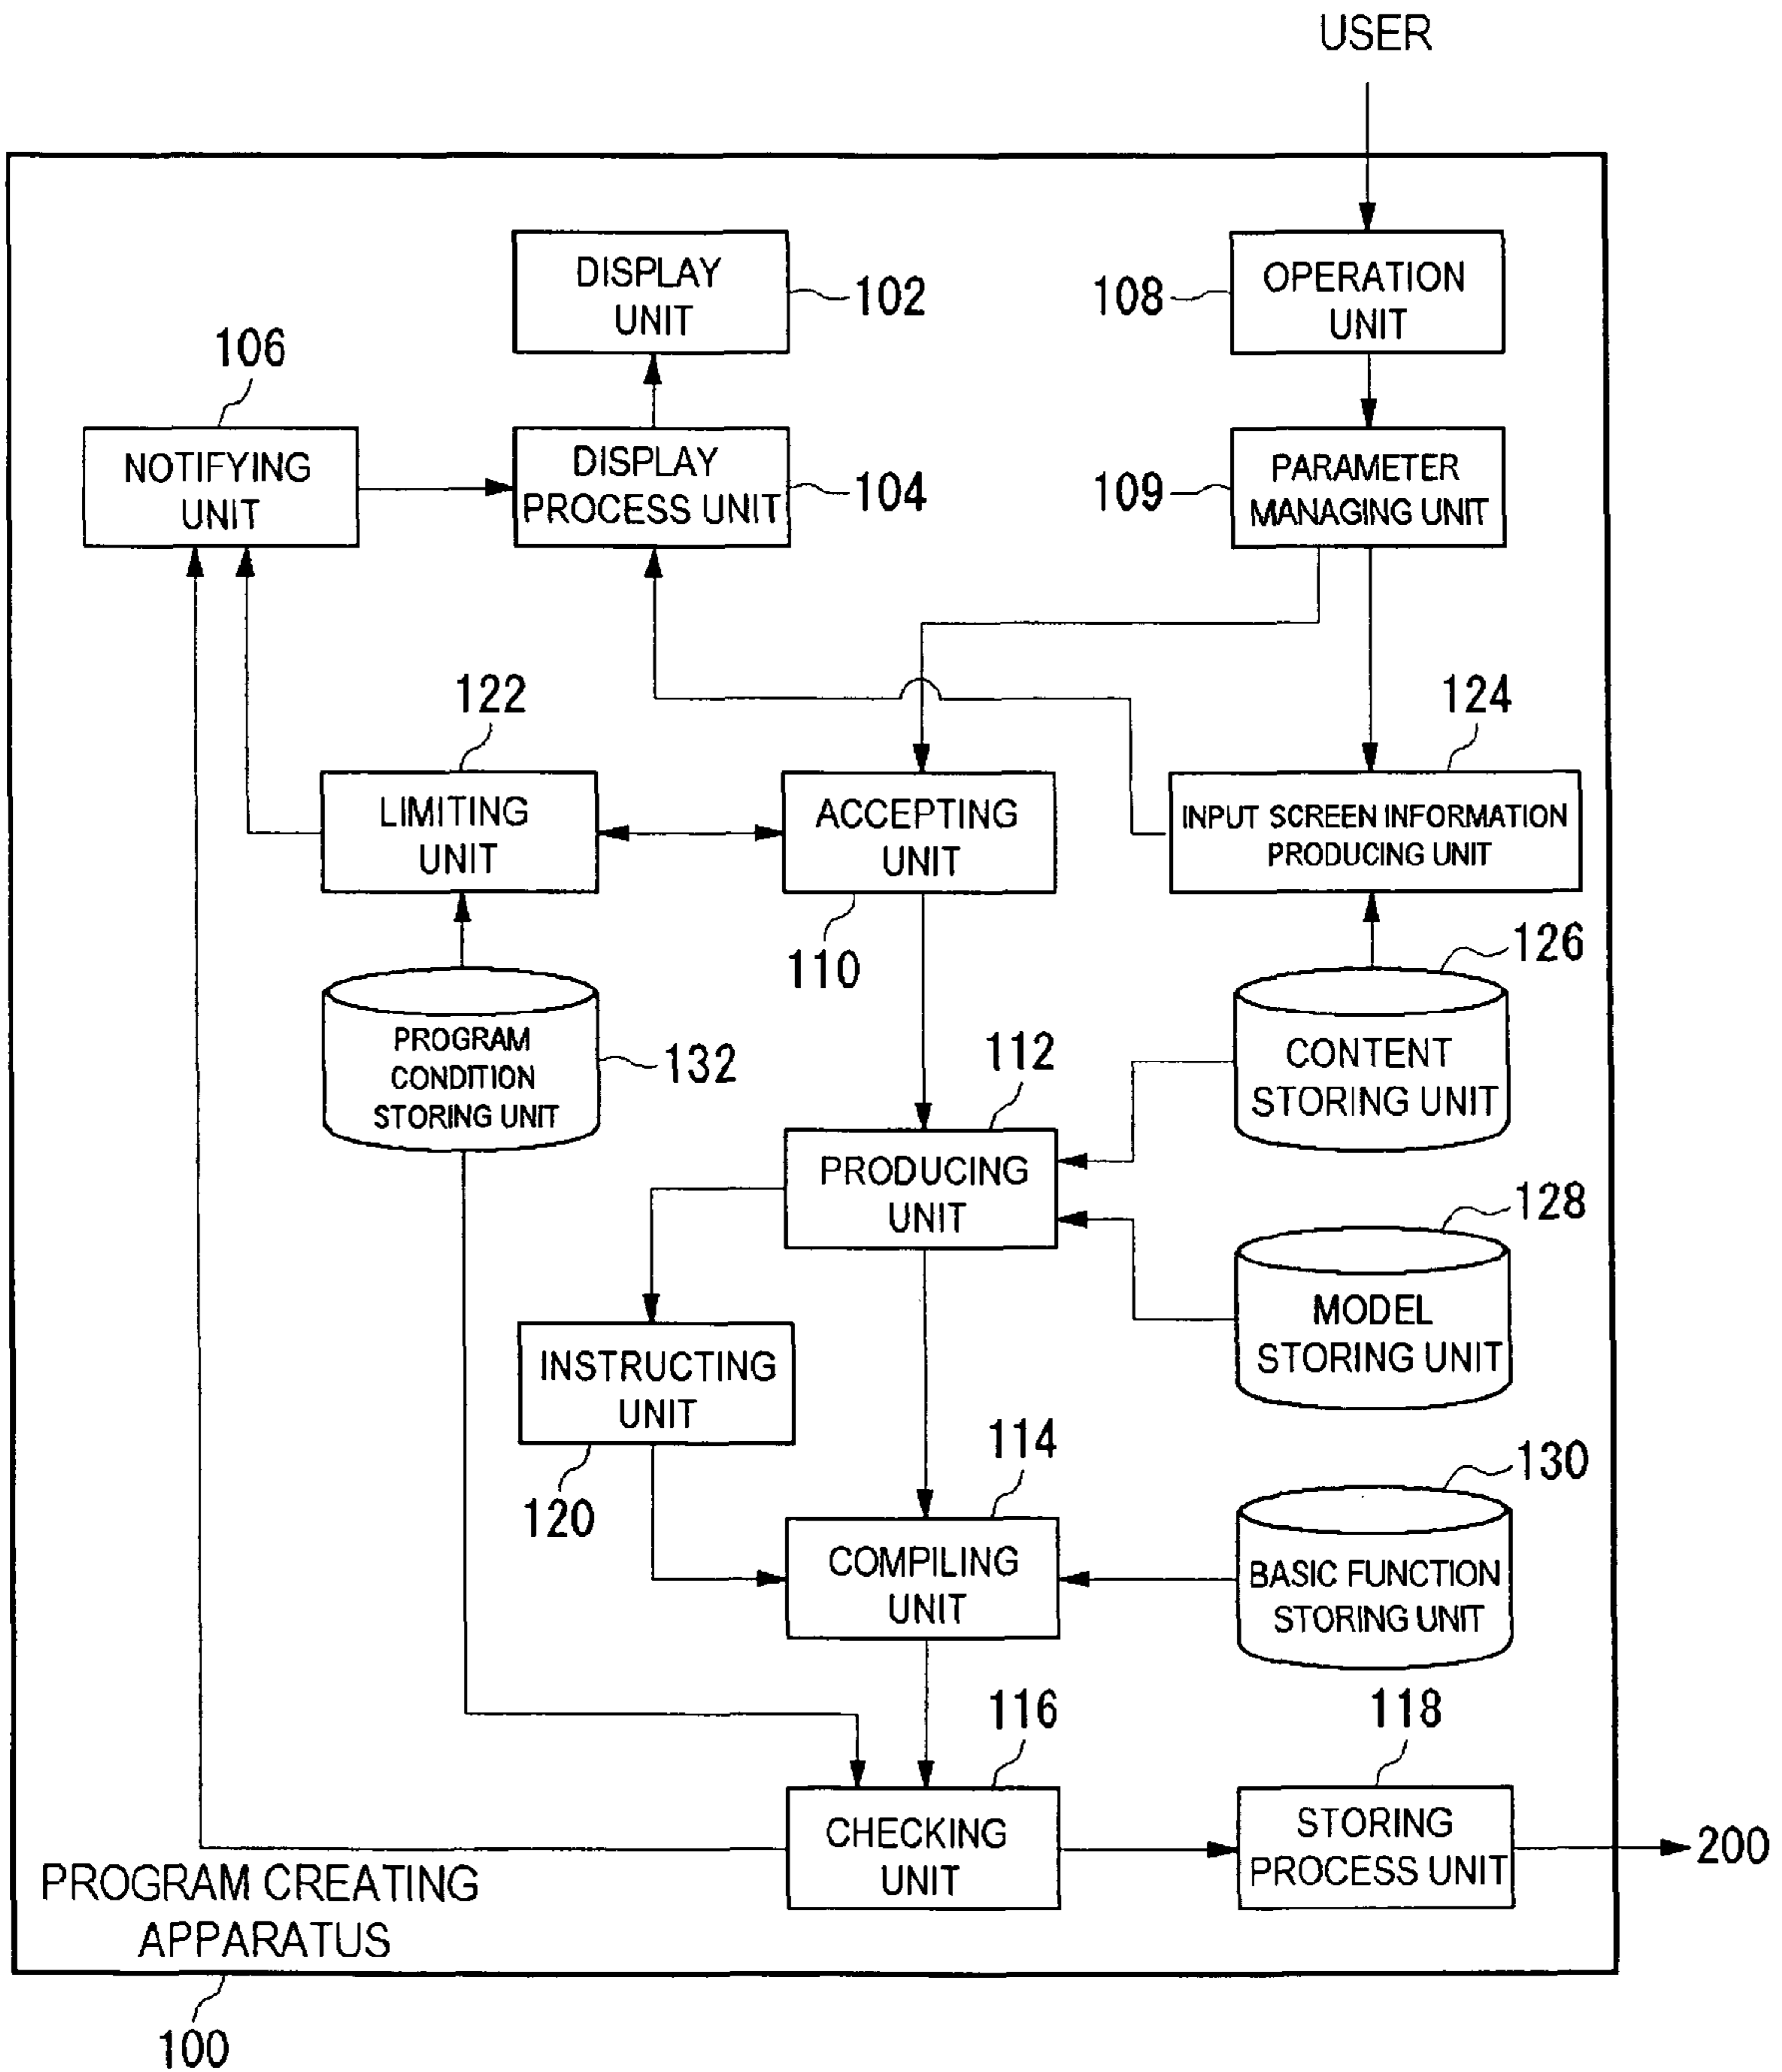 USER
DISPLAY
UNIT
102
108
OPERATION
UNIT
106
NOTIFYING
UNIT
DISPLAY
PROCESS UNIT
104
109
PARAMETER
MANAGING UNIT
122
124
LIMITING
UNIT
ACCEPTING
UNIT
INPUT SCREEN INFORMATION
PRODUCING UNIT
110
126
PROGRAM
CONDITION
STORING UNIT
132
112
CONTENT
STORING UNIT
PRODUCING
UNIT
128
MODEL
STORING UNIT
INSTRUCTING
UNIT
120
114
130
COMPILING
UNIT
BASIC FUNCTION
STORING UNIT
116
118
CHECKING
UNIT
STORING
PROCESS UNIT
200
PROGRAM CREATING
APPARATUS
100